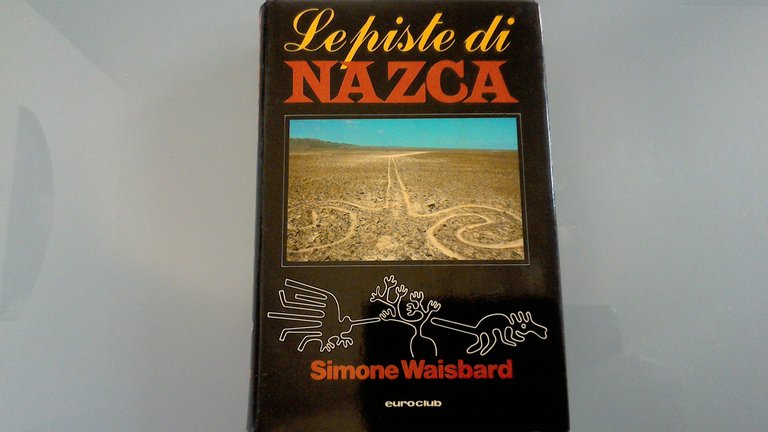 Le piste di
NAZCA
Simone Waisbard
euroclub